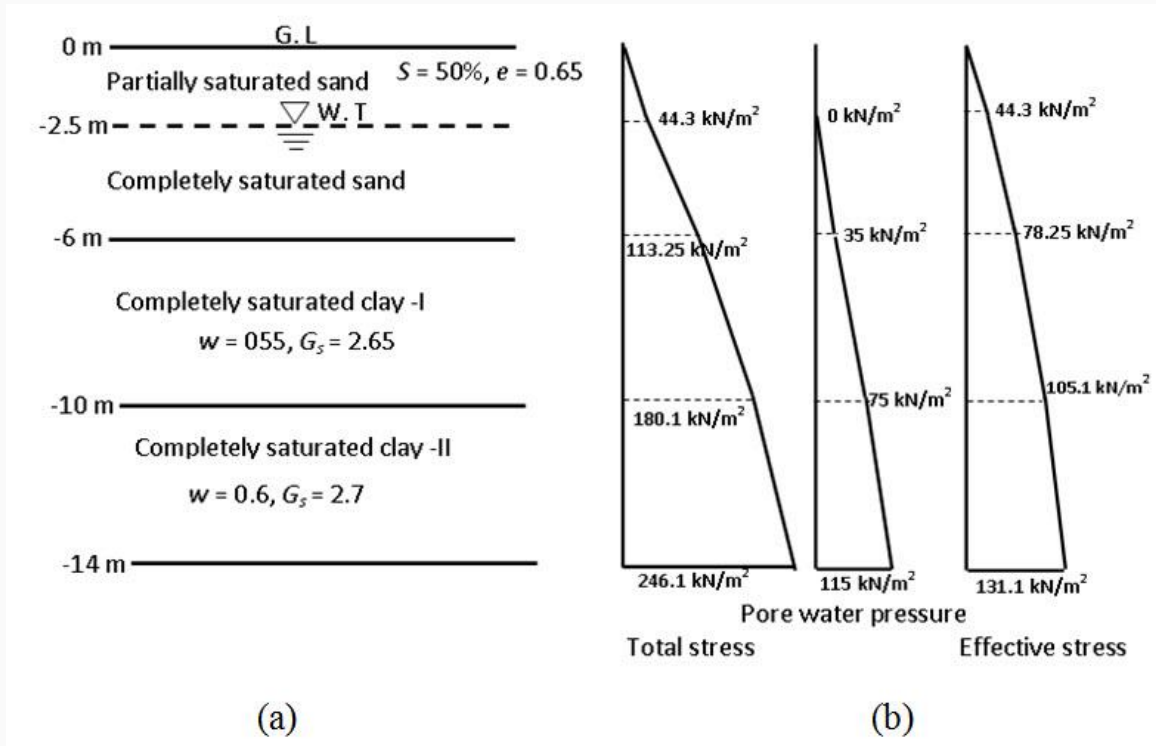 G. L
0 m
S = 50%, e = 0.65
Partially saturated sand
W. T
-2.5 m
Completely saturated sand
-6 m
Completely saturated clay -I
w = 055, Gs = 2.65
-10 m
Completely saturated clay -II
w = 0.6, Gs = 2.7
-14 m
(a)
44.3 kN/m²
113.25 kN/m²
180.1 kN/m²
246.1 kN/m²
Total stress
0 kN/m²
35 kN/m²
75 kN/m²
115 kN/m²
Pore water pressure
44.3 kN/m²
78.25 kN/m²
105.1 kN/m²
131.1 kN/m²
Effective stress
(b)